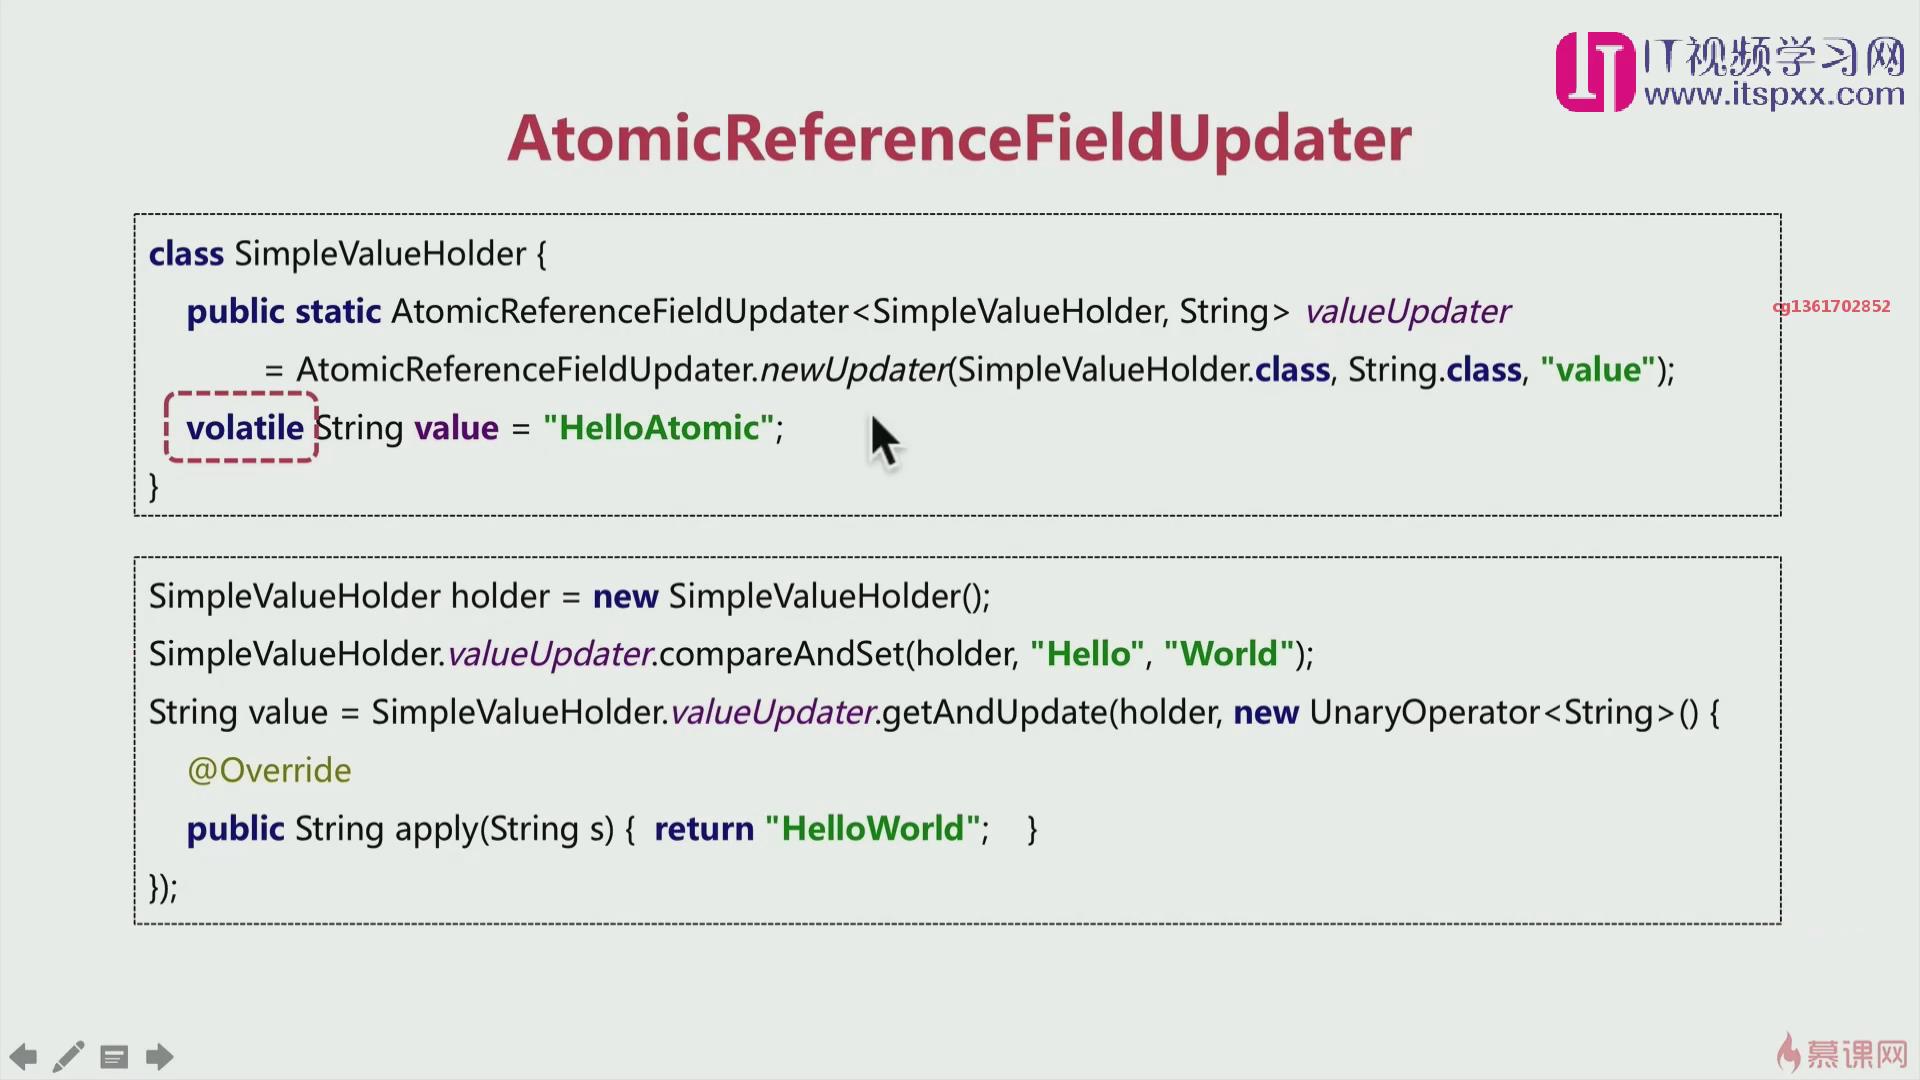 IT视频学习网
www.itspxx.com
AtomicReferenceFieldUpdater
class SimpleValueHolder {
public static AtomicReferenceFieldUpdater<SimpleValueHolder, String> valueUpdater
= AtomicReferenceFieldUpdater.newUpdater(SimpleValueHolder.class, String.class, "value");
volatile String value = "HelloAtomic";
}
cg1361702852
SimpleValueHolder holder = new SimpleValueHolder();
SimpleValueHolder.valueUpdater.compareAndSet(holder, "Hello", "World");
String value = SimpleValueHolder.valueUpdater.getAndUpdate(holder, new UnaryOperator<String>() {
@Override
public String apply(String s) { return "HelloWorld"; }
});
慕课网